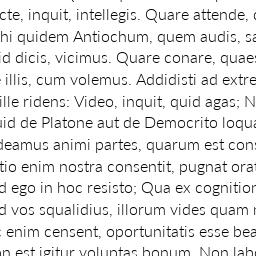 cte, inquit, intellegis. Quare attende,
hi quidem Antiochum, quem audis, sa
id dicis, vicimus. Quare conare, quaes
illis, cum volemus. Addidisti ad extre
ille ridens: Video, inquit, quid agas; N
uid de Platone aut de Democrito loqua
deamus animi partes, quarum est cons
tio enim nostra consentit, pugnat orat
d ego in hoc resisto; Qua ex cognition
d vos squalidius, illorum vides quam
c enim censent, oportunitatis esse bea
an est igitur voluptas bonum. Non lab